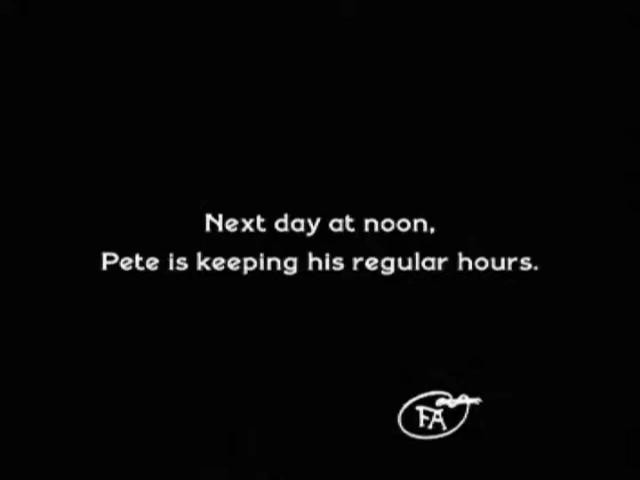 Next day at noon,
Pete is keeping his regular hours.
FA